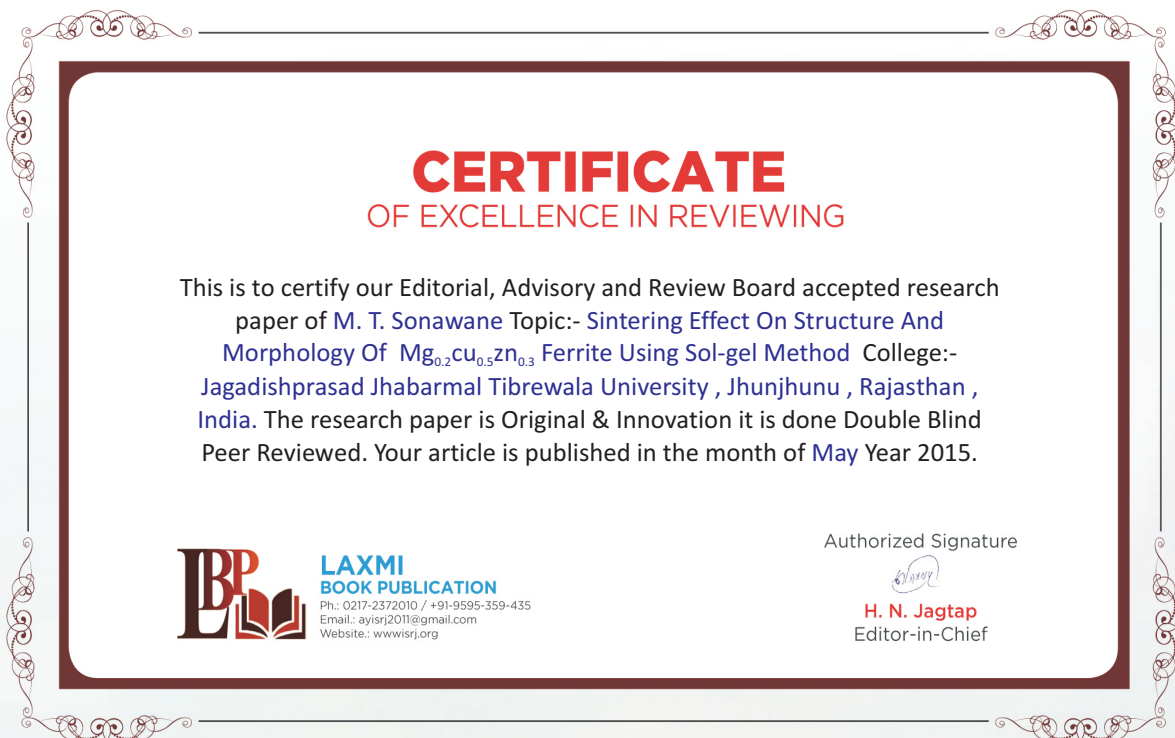 CERTIFICATE
OF EXCELLENCE IN REVIEWING
This is to certify our Editorial, Advisory and Review Board accepted research
paper of M. T. Sonawane Topic:- Sintering Effect On Structure And
Morphology Of Mg0.2cu0.5zn0.3 Ferrite Using Sol-gel Method College:-
Jagadishprasad Jhabarmal Tibrewala University , Jhunjhunu , Rajasthan ,
India. The research paper is Original & Innovation it is done Double Blind
Peer Reviewed. Your article is published in the month of May Year 2015.
LBP
LAXMI
BOOK PUBLICATION
Ph.: 0217-2372010 / +91-9595-359-435
Email.: ayisrj2011@gmail.com
Website.: wwwisrj.org
Authorized Signature
H. N. Jagtap
Editor-in-Chief